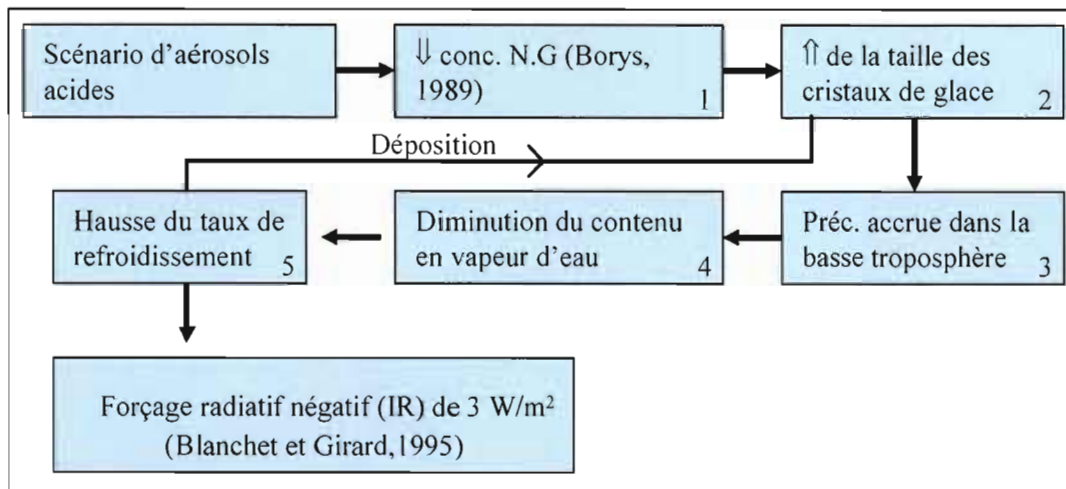 Scénario d'aérosols
acides
⇓ conc. N.G (Borys,
1989)
1
⇑ de la taille des
cristaux de glace
2
Déposition
Préc. accrue dans la
basse troposphère
3
Diminution du contenu
en vapeur d'eau
4
Hausse du taux de
refroidissement
5
Forçage radiatif négatif (IR) de 3 W/m²
(Blanchet et Girard,1995)